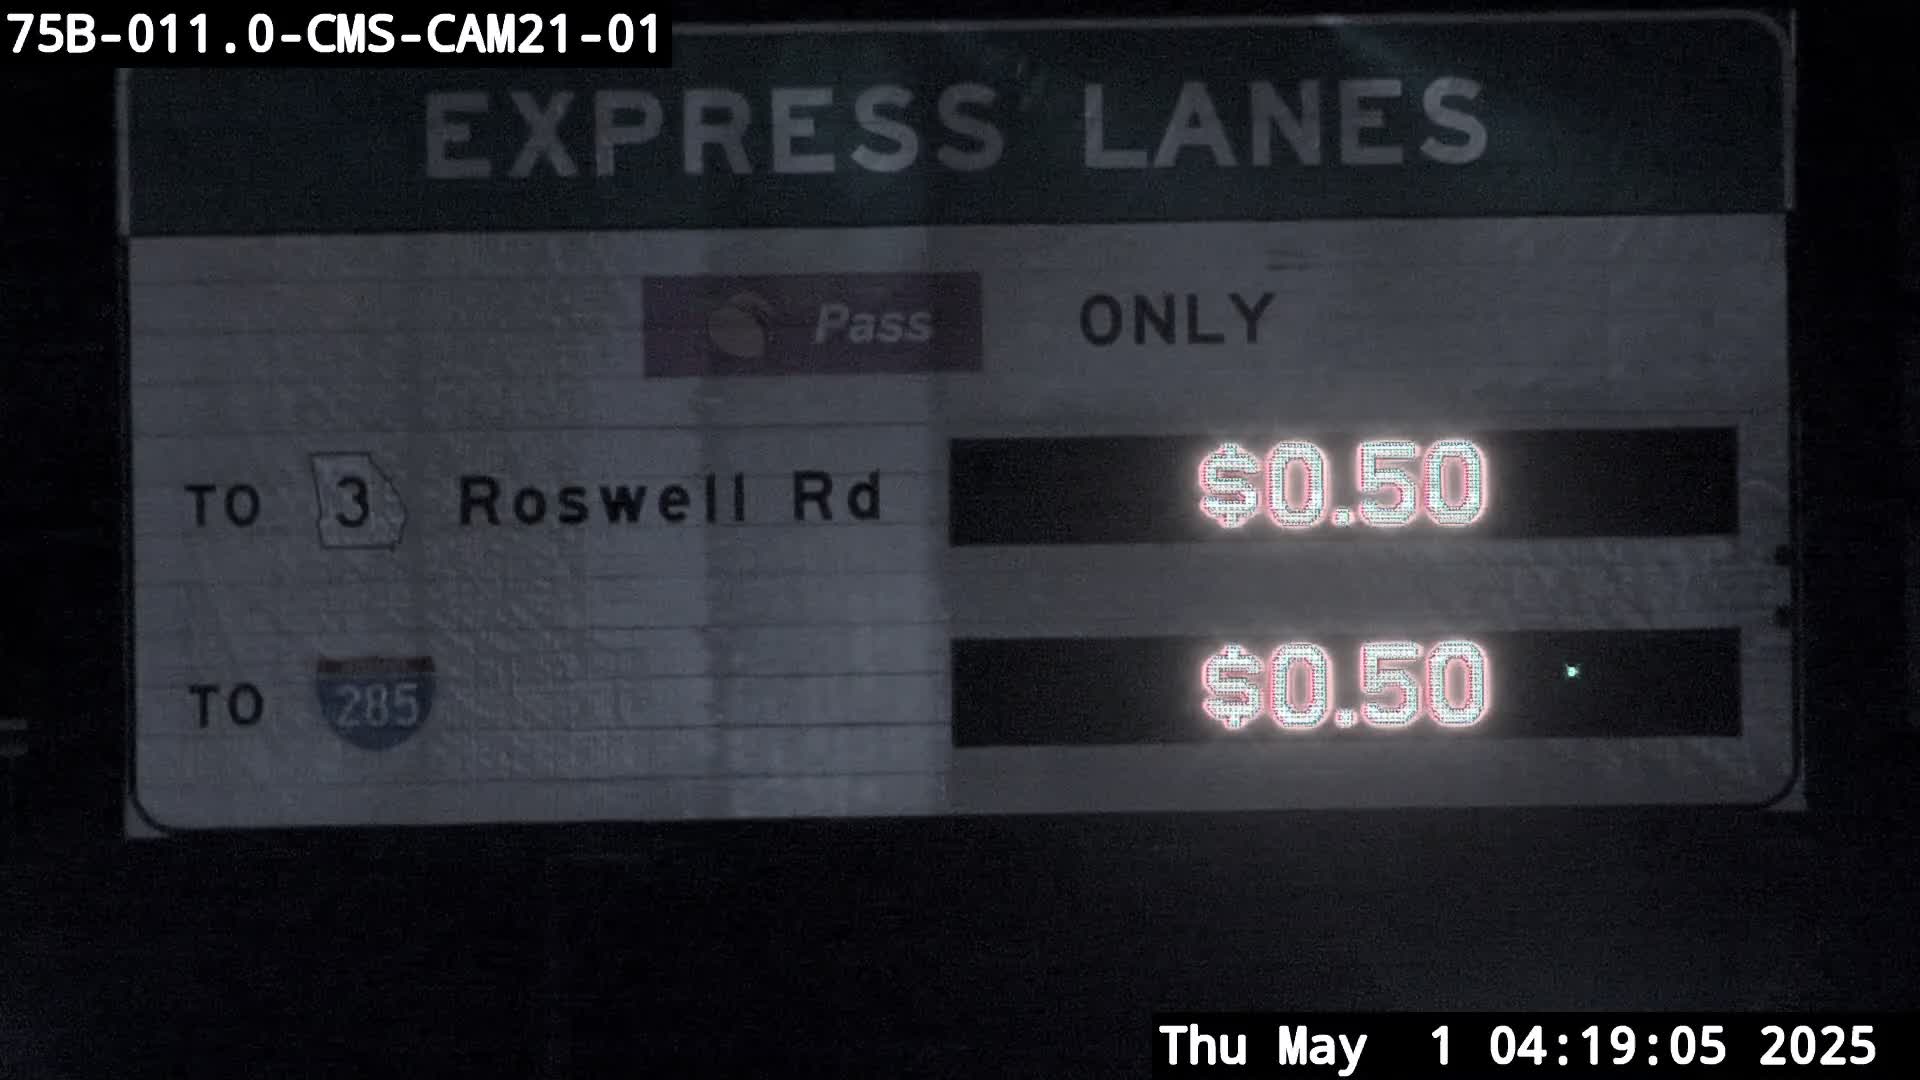 75B-011.0-CMS-CAM21-01
EXPRESS LANES
Pass ONLY
TO 3 Roswell Rd $0.50
TO 285 $0.50
Thu May 1 04:19:05 2025